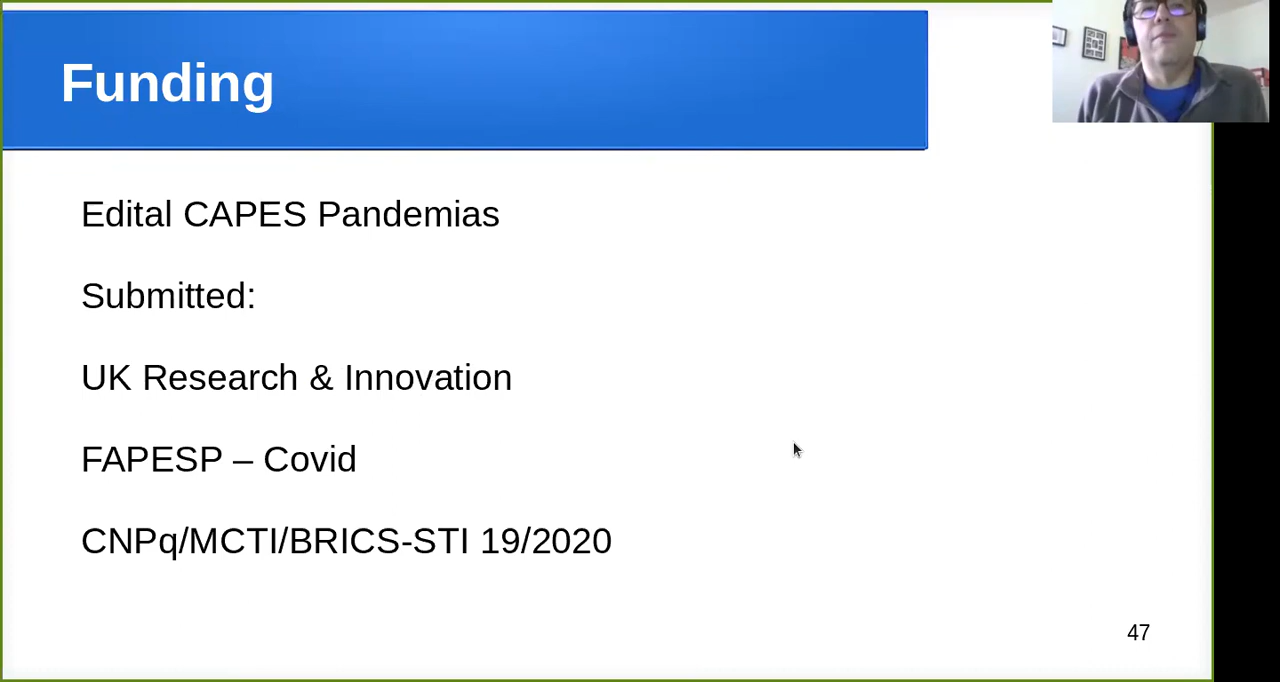 Funding
Edital CAPES Pandemias
Submitted:
UK Research & Innovation
FAPESP – Covid
CNPq/MCTI/BRICS-STI 19/2020
47